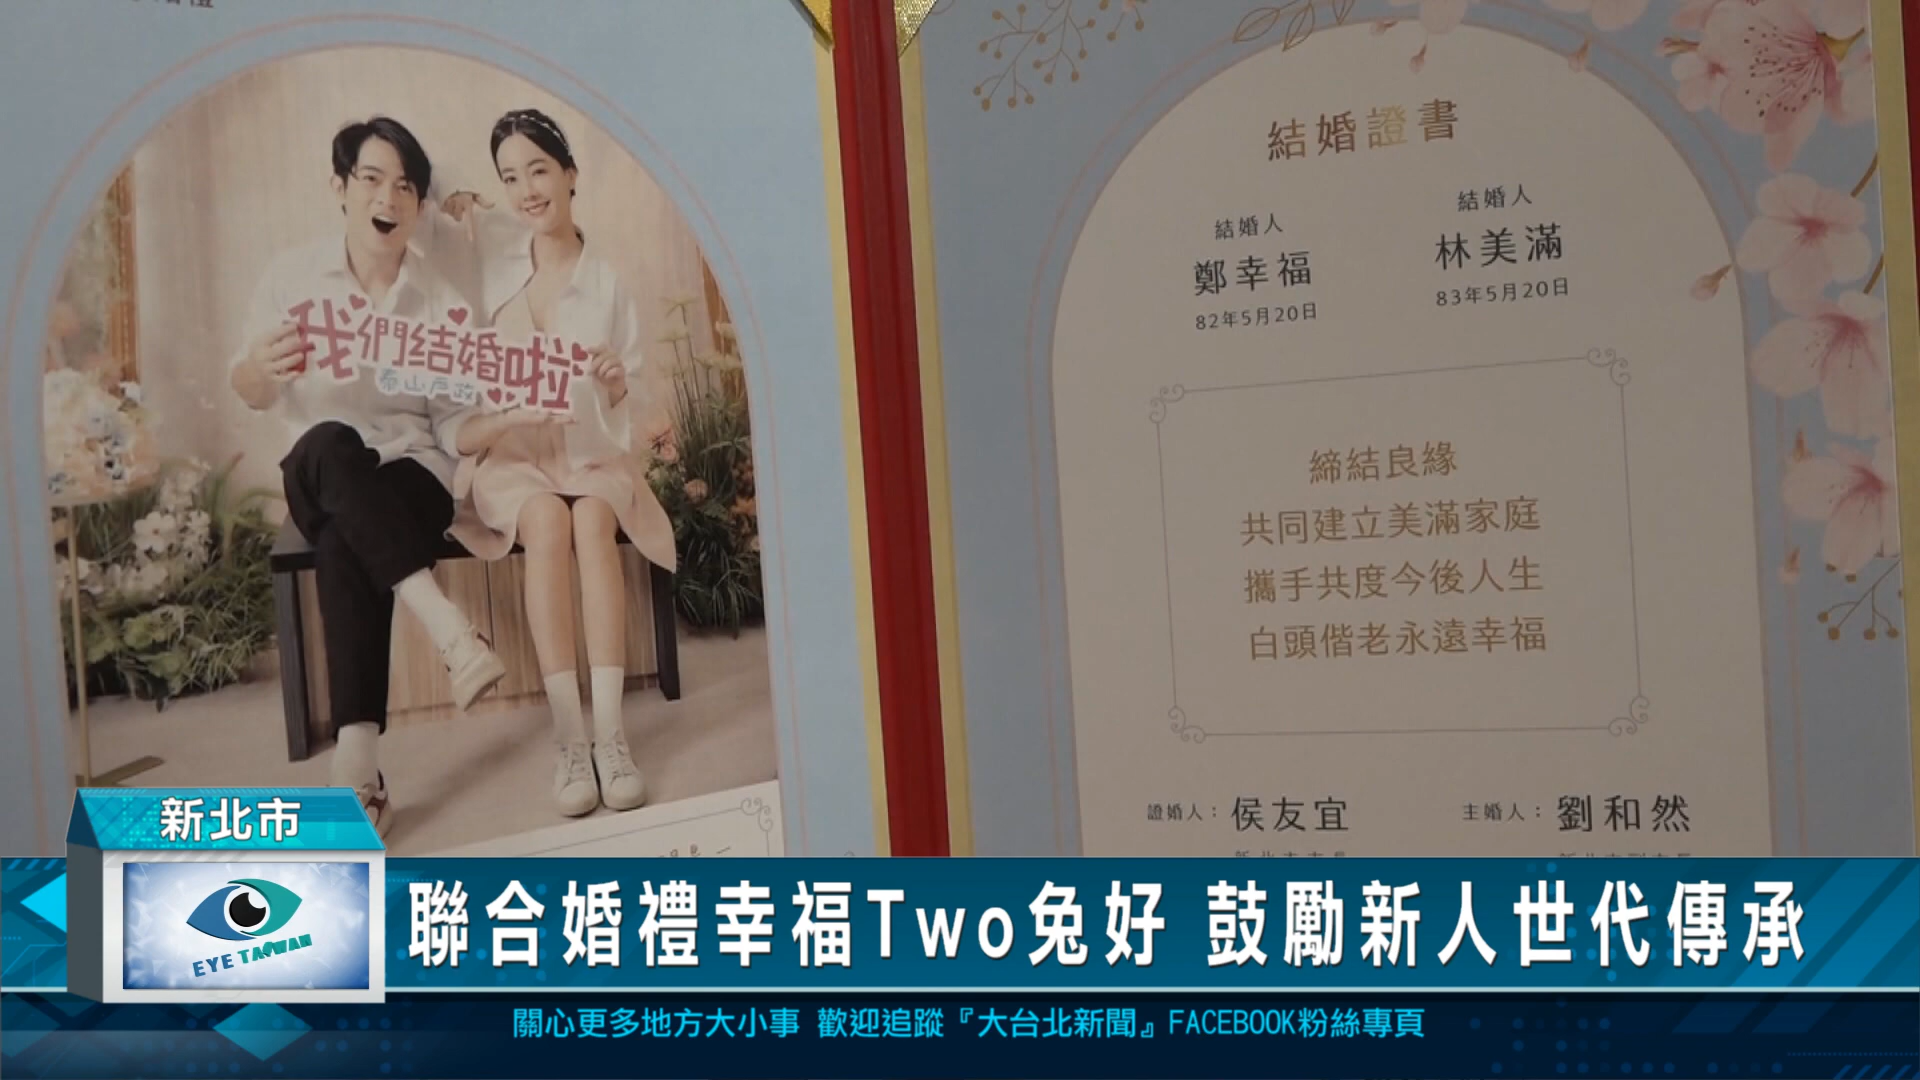 我們結婚啦
泰山戶政
結婚證書
結婚人
鄭幸福
82年5月20日
結婚人
林美滿
83年5月20日
締結良緣
共同建立美滿家庭
攜手共度今後人生
白頭偕老永遠幸福
證婚人：侯友宜
主婚人：劉和然
新北市
EYE TAIWAN
聯合婚禮幸福Two兔好 鼓勵新人世代傳承
關心更多地方大小事 歡迎追蹤『大台北新聞』FACEBOOK粉絲專頁